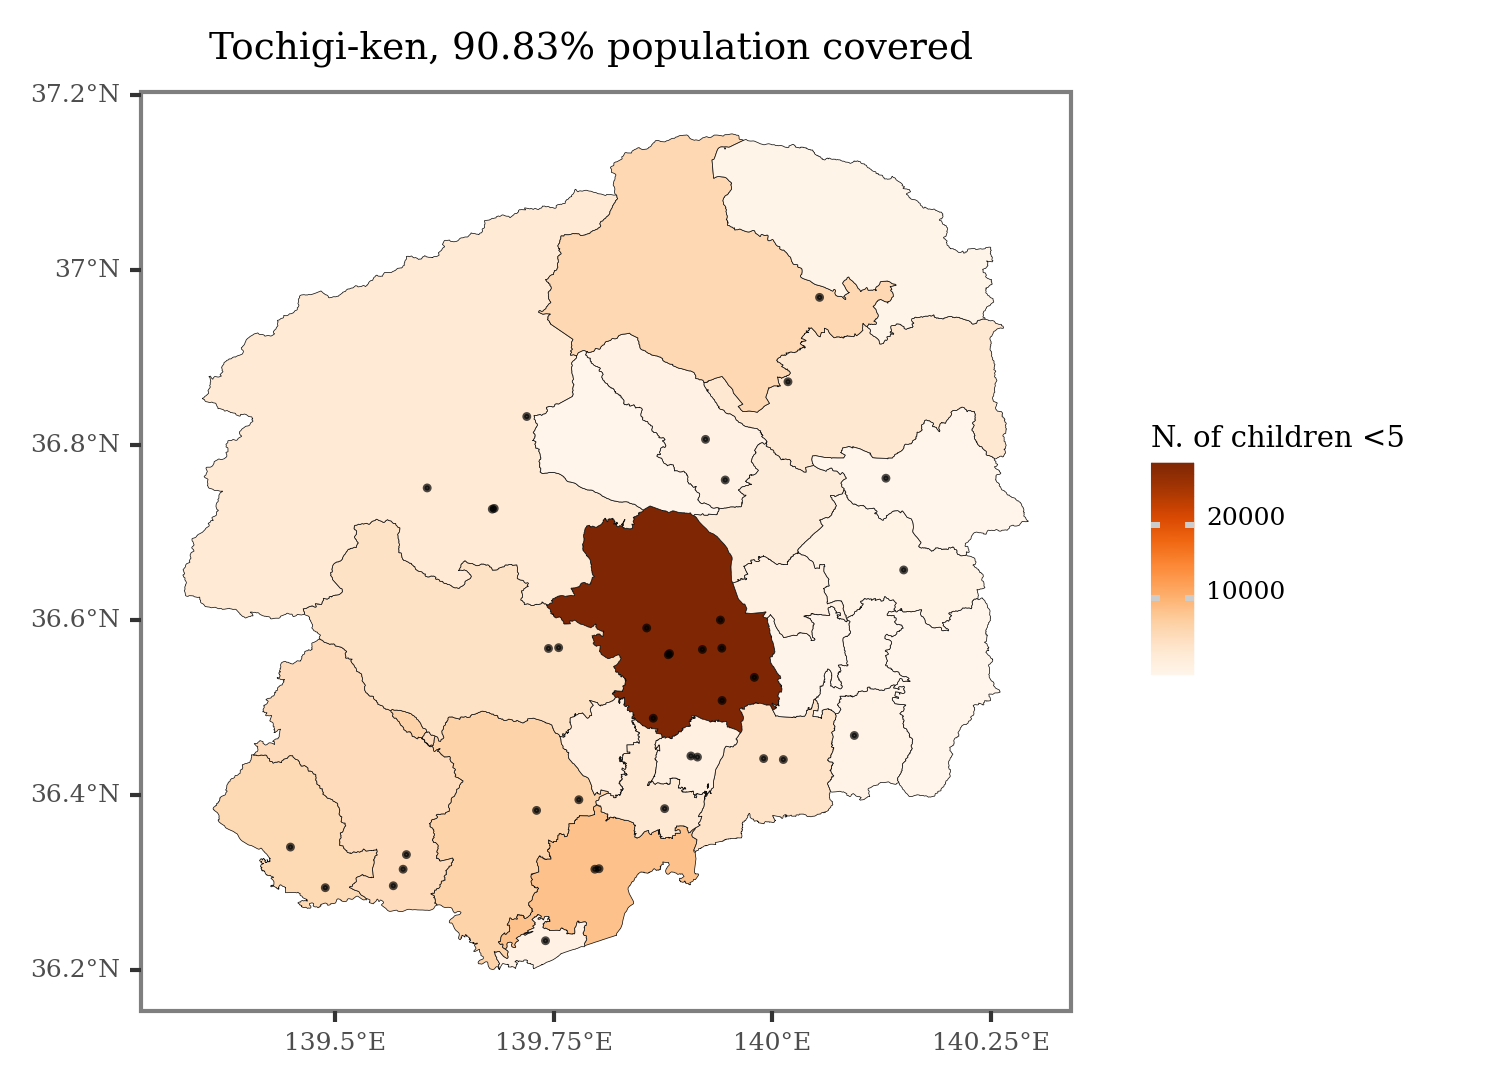 Tochigi-ken, 90.83% population covered
37.2°N
37°N
36.8°N
36.6°N
36.4°N
36.2°N
139.5°E
139.75°E
140°E
140.25°E
N. of children <5
20000
10000